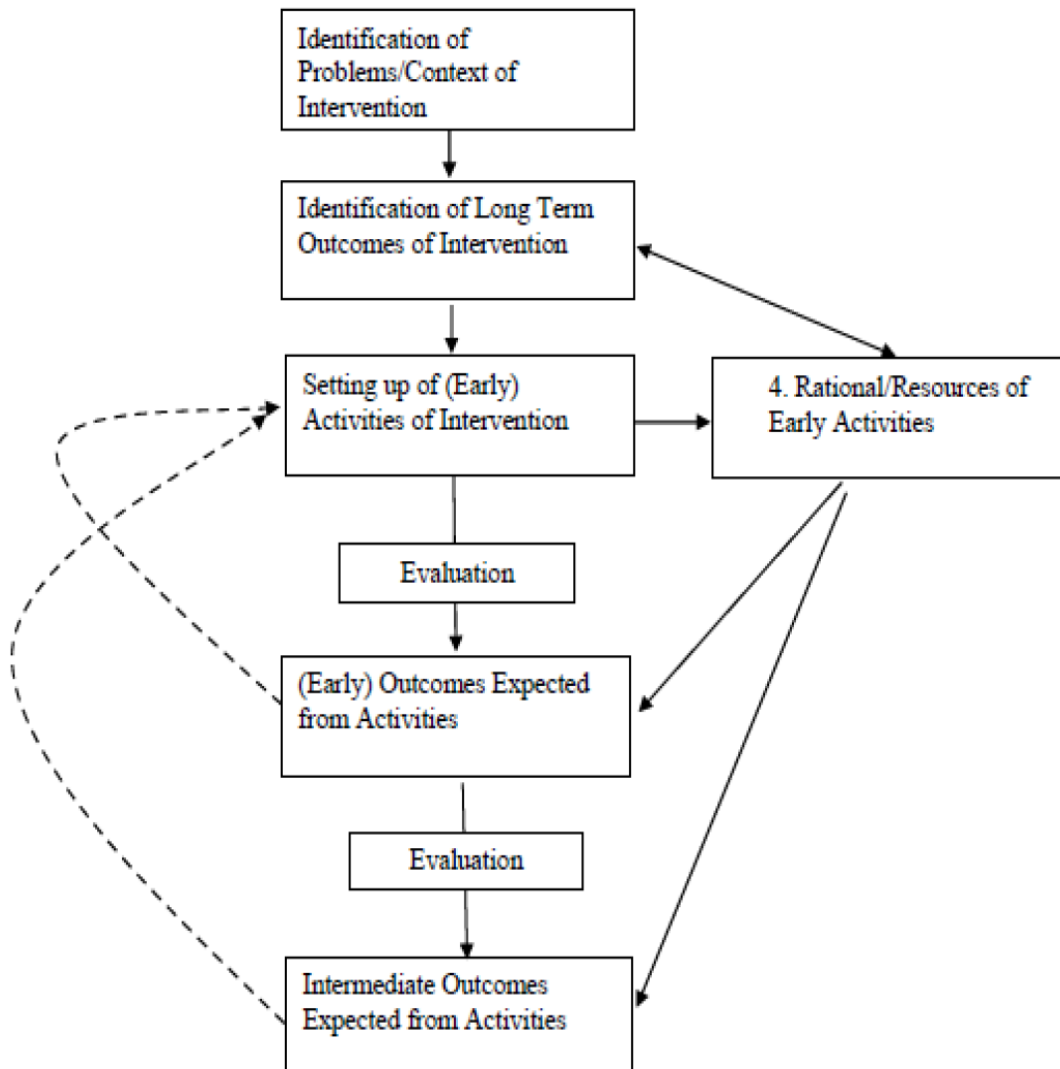 Identification of
Problems/Context of
Intervention
Identification of Long Term
Outcomes of Intervention
Setting up of (Early)
Activities of Intervention
4. Rational/Resources of
Early Activities
Evaluation
(Early) Outcomes Expected
from Activities
Evaluation
Intermediate Outcomes
Expected from Activities